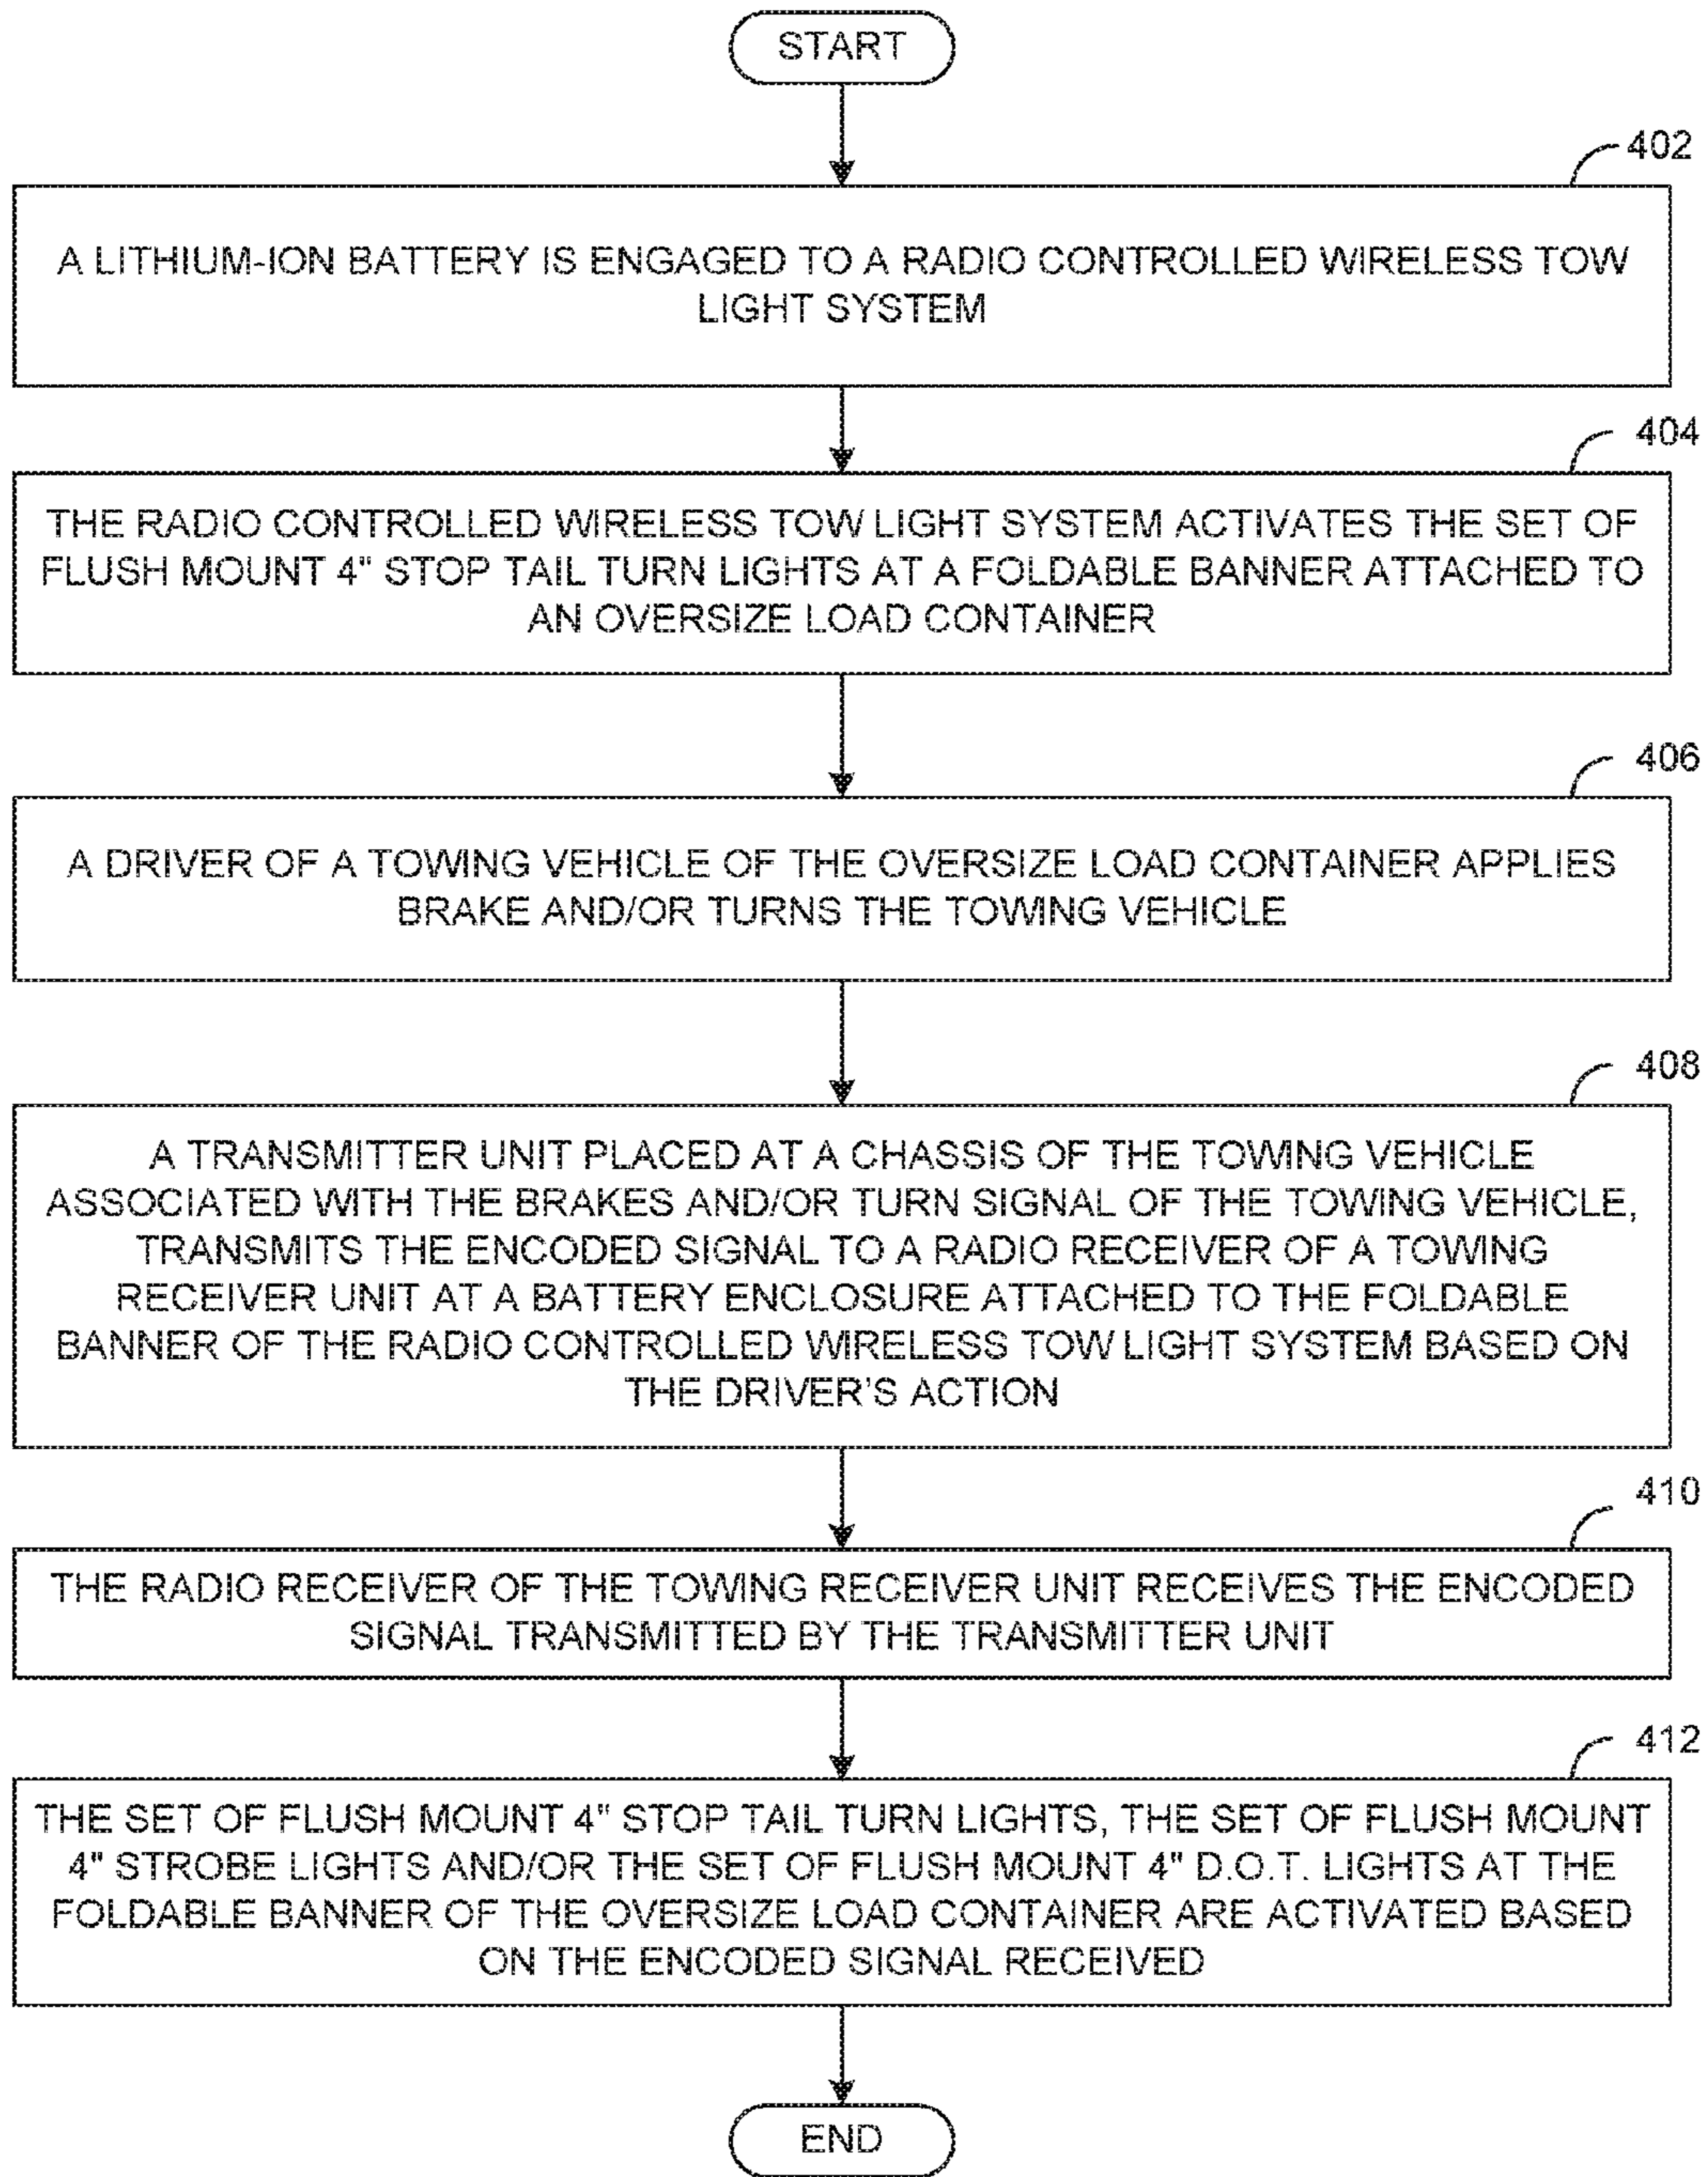 START
402
A LITHIUM-ION BATTERY IS ENGAGED TO A RADIO CONTROLLED WIRELESS TOW
LIGHT SYSTEM
404
THE RADIO CONTROLLED WIRELESS TOW LIGHT SYSTEM ACTIVATES THE SET OF
FLUSH MOUNT 4" STOP TAIL TURN LIGHTS AT A FOLDABLE BANNER ATTACHED TO
AN OVERSIZE LOAD CONTAINER
406
A DRIVER OF A TOWING VEHICLE OF THE OVERSIZE LOAD CONTAINER APPLIES
BRAKE AND/OR TURNS THE TOWING VEHICLE
408
A TRANSMITTER UNIT PLACED AT A CHASSIS OF THE TOWING VEHICLE
ASSOCIATED WITH THE BRAKES AND/OR TURN SIGNAL OF THE TOWING VEHICLE,
TRANSMITS THE ENCODED SIGNAL TO A RADIO RECEIVER OF A TOWING
RECEIVER UNIT AT A BATTERY ENCLOSURE ATTACHED TO THE FOLDABLE
BANNER OF THE RADIO CONTROLLED WIRELESS TOW LIGHT SYSTEM BASED ON
THE DRIVER'S ACTION
410
THE RADIO RECEIVER OF THE TOWING RECEIVER UNIT RECEIVES THE ENCODED
SIGNAL TRANSMITTED BY THE TRANSMITTER UNIT
412
THE SET OF FLUSH MOUNT 4" STOP TAIL TURN LIGHTS, THE SET OF FLUSH MOUNT
4" STROBE LIGHTS AND/OR THE SET OF FLUSH MOUNT 4" D.O.T. LIGHTS AT THE
FOLDABLE BANNER OF THE OVERSIZE LOAD CONTAINER ARE ACTIVATED BASED
ON THE ENCODED SIGNAL RECEIVED
END